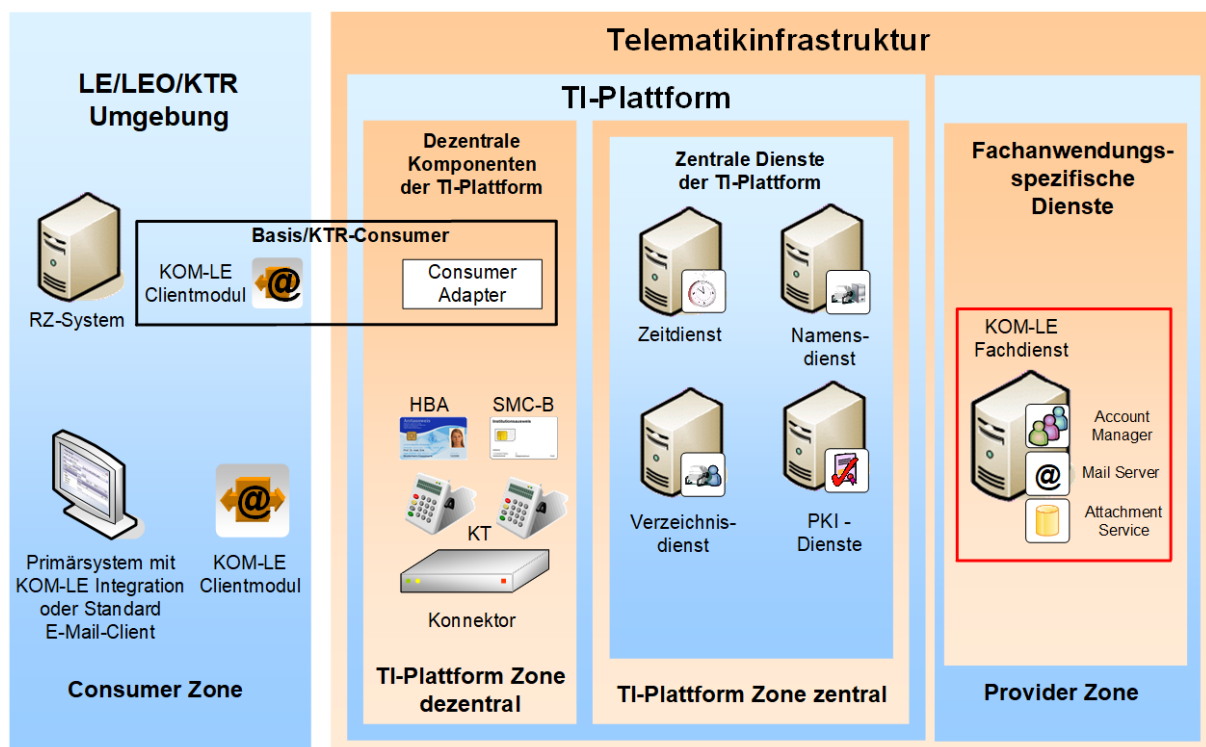 LE/LEO/KTR
Umgebung
RZ-System
Basis/KTR-Consumer
KOM-LE
Clientmodul
@
Primärsystem mit
KOM-LE Integration
oder Standard
E-Mail-Client
@
KOM-LE
Clientmodul
Consumer Zone
Telematikinfrastruktur
TI-Plattform
Dezentrale
Komponenten
der TI-Plattform
Consumer
Adapter
HBA
SMC-B
KT
Konnektor
TI-Plattform Zone
dezentral
Zentrale Dienste
der TI-Plattform
Zeitdienst
Namens-
dienst
Verzeichnis-
dienst
PKI -
Dienste
TI-Plattform Zone zentral
Fachanwendungs-
spezifische
Dienste
KOM-LE
Fachdienst
Account
Manager
@
Mail Server
Attachment
Service
Provider Zone